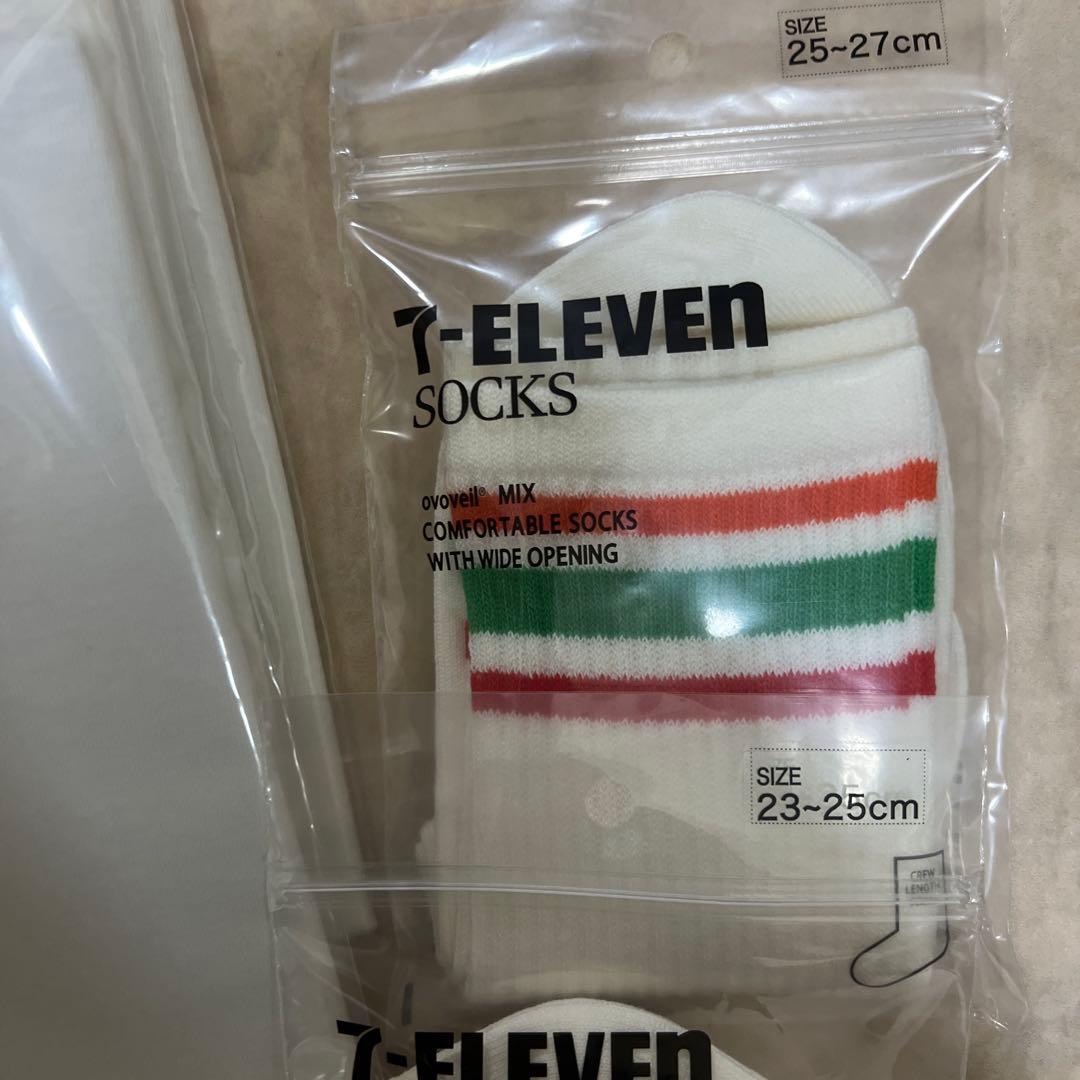 SIZE
25~27cm
7-ELEVEn
SOCKS
ovoveil® MIX
COMFORTABLE SOCKS
WITH WIDE OPENING
SIZE
23~25cm
CREW
LENGTH
7-ELEVEn